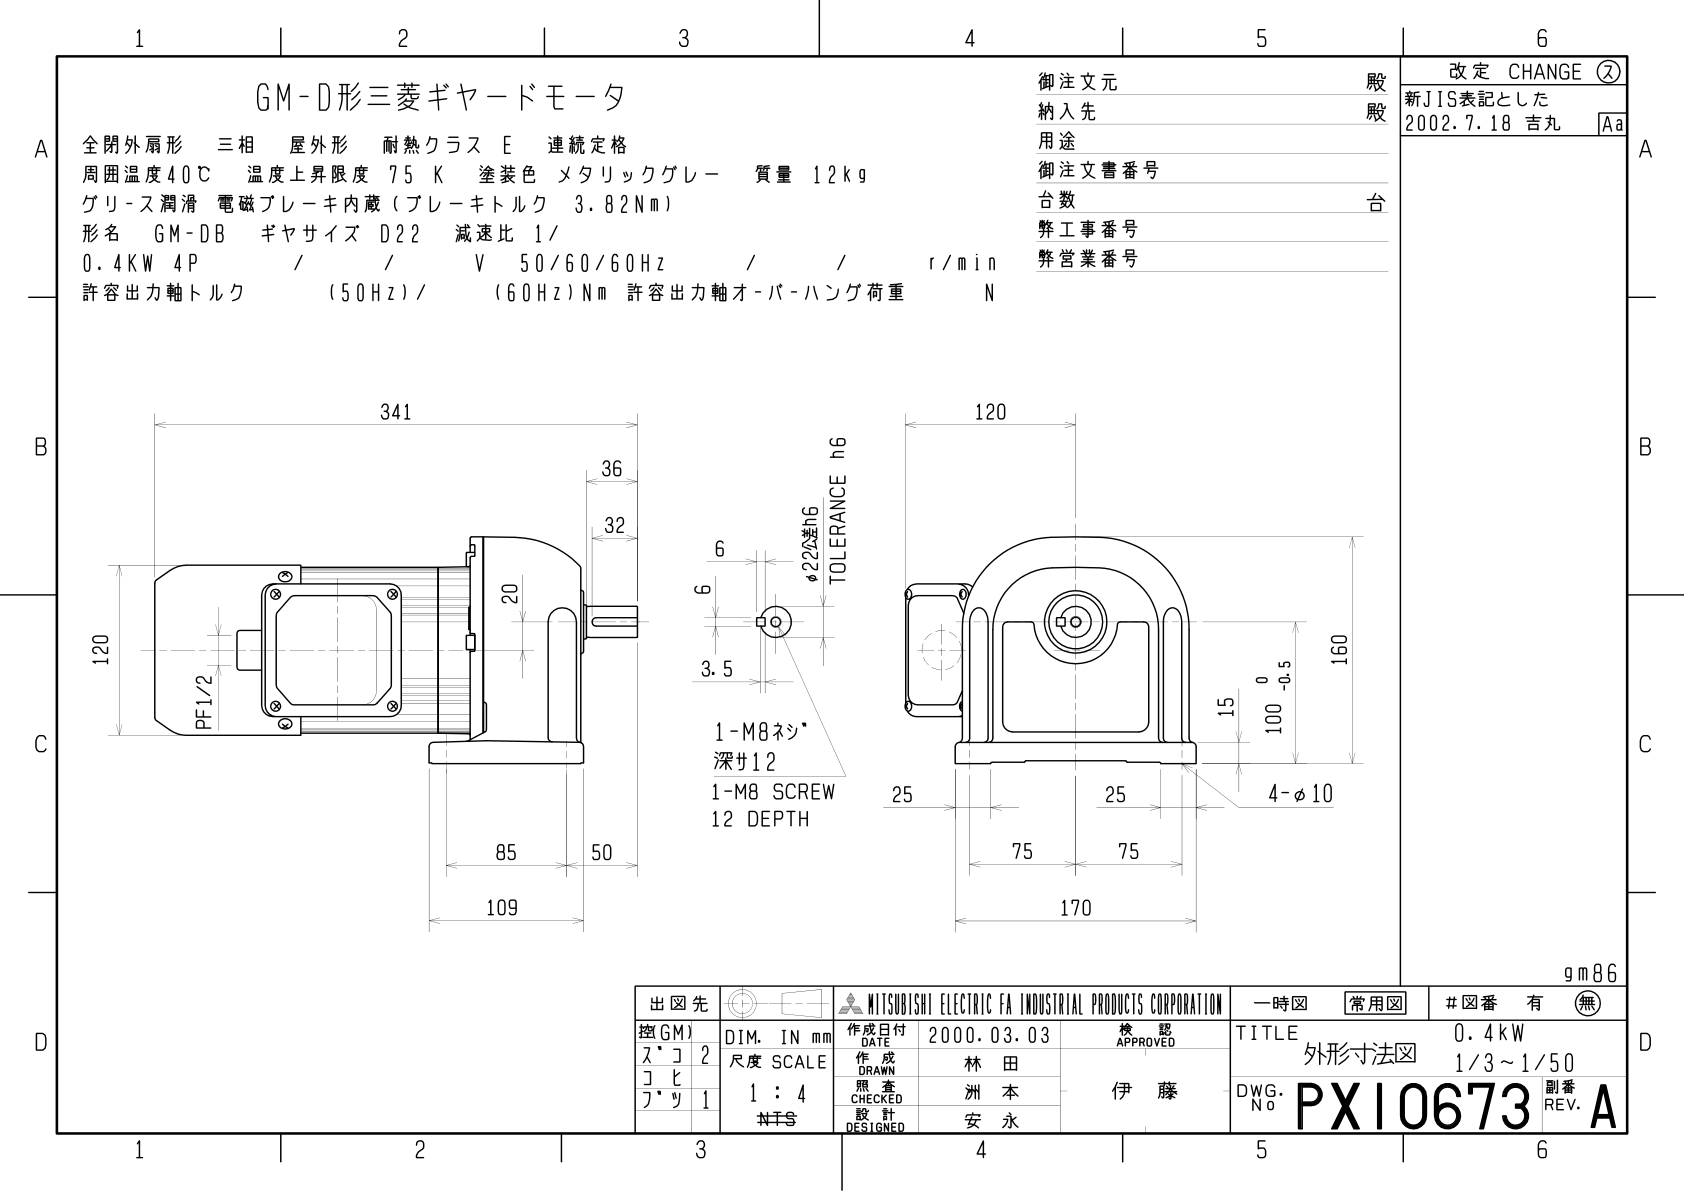 1 2 3 4 5 6
改定 CHANGE ス
新JIS表記とした
2002.7.18 吉丸 Aa
GM-D形三菱ギヤードモータ
全閉外扇形 三相 屋外形 耐熱クラス E 連続定格
周囲温度40℃ 温度上昇限度 75 K 塗装色 メタリックグレー 質量 12kg
グリース潤滑 電磁ブレーキ内蔵(ブレーキトルク 3.82Nm)
形名 GM-DB ギヤサイズ D22 減速比 1/
0.4KW 4P / / V 50/60/60Hz / / r/min
許容出力軸トルク (50Hz)/ (60Hz)Nm 許容出力軸オーバーハング荷重 N
御注文元 殿
納入先 殿
用途
御注文書番号
台数 台
弊工事番号
弊営業番号
A A
B B
C C
D D
341
36
32
20
120
PF1/2
85 50
109
6
6
3.5
φ22公差h6
TOLERANCE h6
1-M8ネジ
深サ12
1-M8 SCREW
12 DEPTH
120
160
15
100 0 -0.5
25 25
4-φ10
75 75
170
gm86
出図先
控(GM)
スﾞコ 2
コヒ
フﾞツ 1
DIM. IN mm
尺度 SCALE
1 : 4
NTS
MITSUBISHI ELECTRIC FA INDUSTRIAL PRODUCTS CORPORATION
作成日付 DATE 2000.03.03
検認 APPROVED
作成 DRAWN 林田
照査 CHECKED 洲本
設計 DESIGNED 安永
伊藤
一時図 常用図 #図番 有 無
TITLE 外形寸法図
0.4kW
1/3～1/50
DWG. No PX10673
副番 REV. A
1 2 3 4 5 6